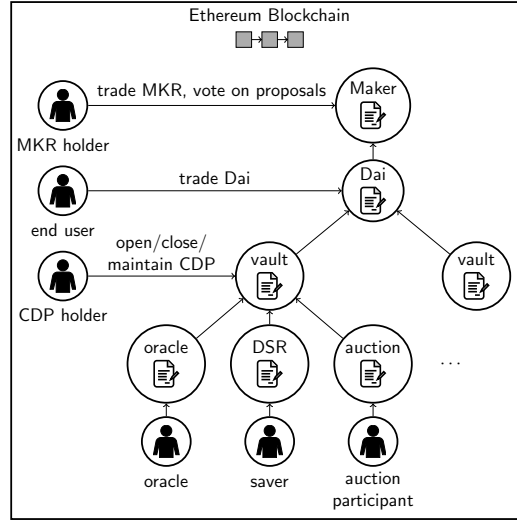 Ethereum Blockchain
trade MKR, vote on proposals
Maker
MKR holder
trade Dai
Dai
end user
open/close/
maintain CDP
vault
vault
CDP holder
oracle
DSR
auction
...
oracle
saver
auction
participant